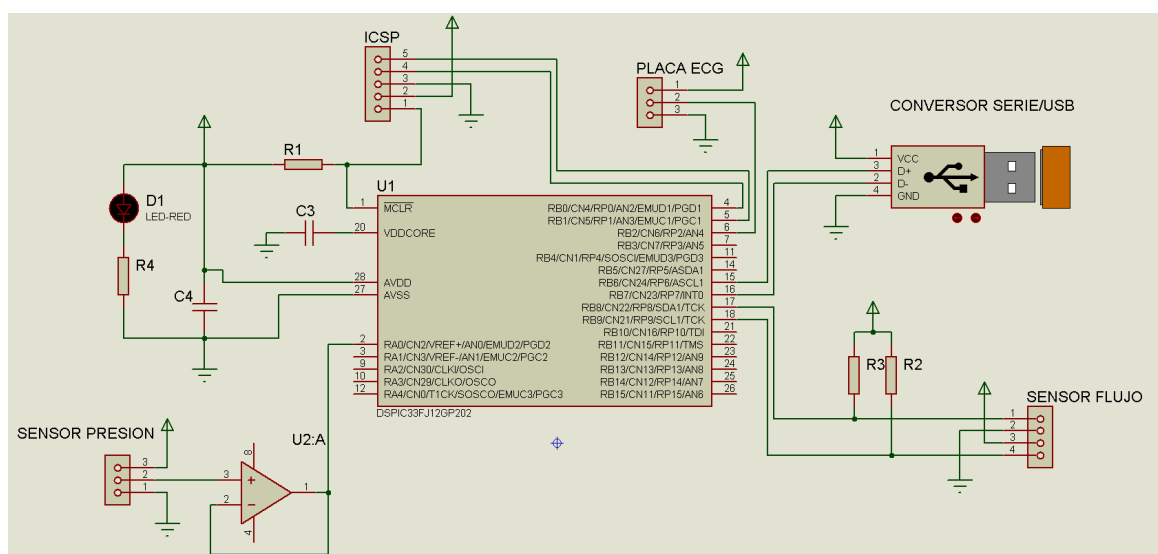 ICSP
5
4
3
2
1
PLACA ECG
1
2
3
CONVERSOR SERIE/USB
1 VCC
3 D+
2 D-
4 GND
R1
D1
LED-RED
R4
C3
C4
U1
1 MCLR
20 VDDCORE
28 AVDD
27 AVSS
2 RA0/CN2/VREF+/AN0/EMUD2/PGD2
3 RA1/CN3/VREF-/AN1/EMUC2/PGC2
9 RA2/CN30/CLKI/OSCI
10 RA3/CN29/CLKO/OSCO
12 RA4/CN0/T1CK/SOSCO/EMUC3/PGC3
RB0/CN4/RP0/AN2/EMUD1/PGD1 4
RB1/CN5/RP1/AN3/EMUC1/PGC1 5
RB2/CN6/RP2/AN4 6
RB3/CN7/RP3/AN5 7
RB4/CN1/RP4/SOSCI/EMUD3/PGD3 11
RB5/CN27/RP5/ASDA1 14
RB6/CN24/RP6/ASCL1 15
RB7/CN23/RP7/INT0 16
RB8/CN22/RP8/SDA1/TCK 17
RB9/CN21/RP9/SCL1/TCK 18
RB10/CN16/RP10/TDI 21
RB11/CN15/RP11/TMS 22
RB12/CN14/RP12/AN9 23
RB13/CN13/RP13/AN8 24
RB14/CN12/RP14/AN7 25
RB15/CN11/RP15/AN6 26
DSPIC33FJ12GP202
R3
R2
SENSOR FLUJO
1
2
3
4
SENSOR PRESION
3
2
1
U2:A
8
3
2
1
4